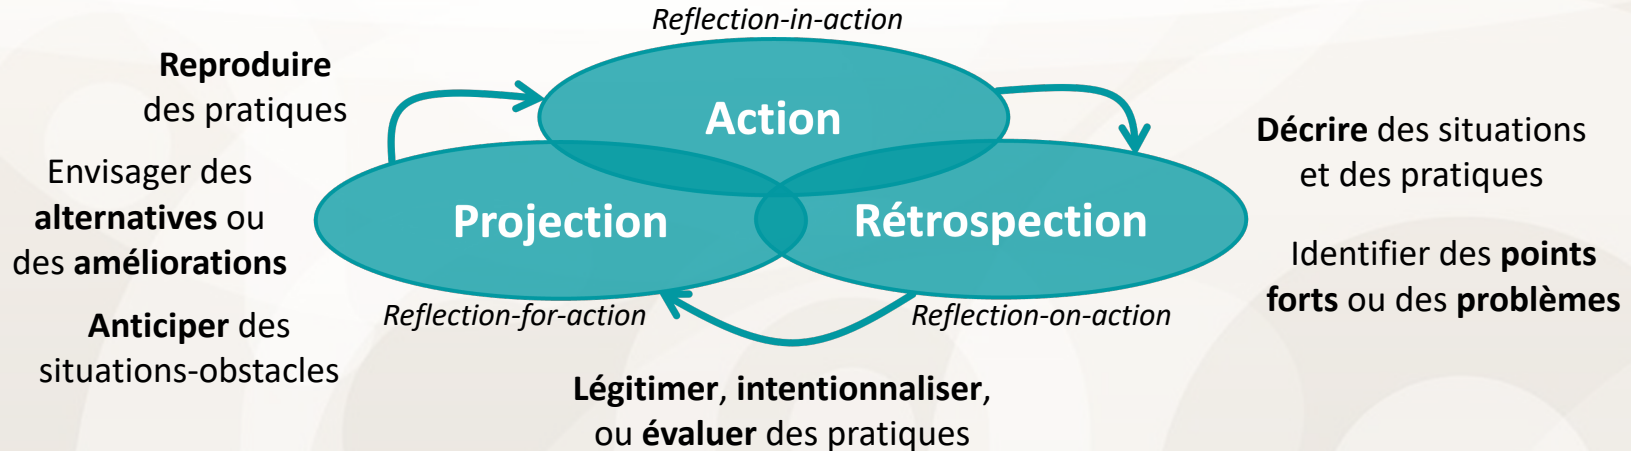 Reflection-in-action
Reproduire
des pratiques
Action
Décrire des situations
et des pratiques
Envisager des
alternatives ou
des améliorations
Projection
Rétrospection
Identifier des points
forts ou des problèmes
Anticiper des
situations-obstacles
Reflection-for-action
Reflection-on-action
Légitimer, intentionnaliser,
ou évaluer des pratiques